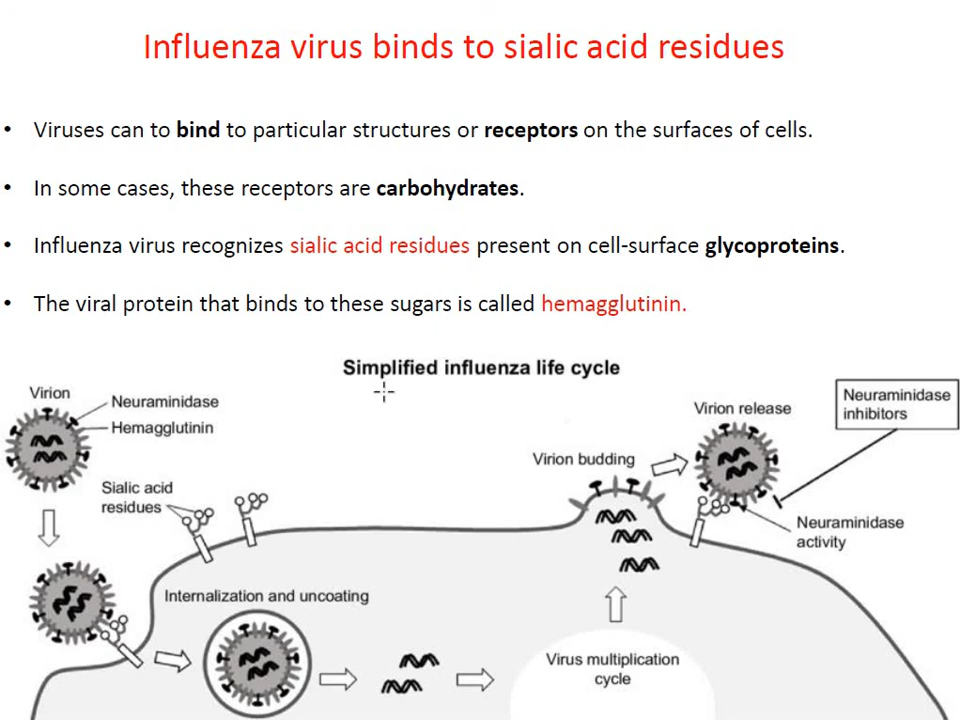 Influenza virus binds to sialic acid residues
• Viruses can to bind to particular structures or receptors on the surfaces of cells.
• In some cases, these receptors are carbohydrates.
• Influenza virus recognizes sialic acid residues present on cell-surface glycoproteins.
• The viral protein that binds to these sugars is called hemagglutinin.
Simplified influenza life cycle
Virion
Neuraminidase
Hemagglutinin
Sialic acid
residues
Internalization and uncoating
Virus multiplication
cycle
Virion budding
Virion release
Neuraminidase
inhibitors
Neuraminidase
activity